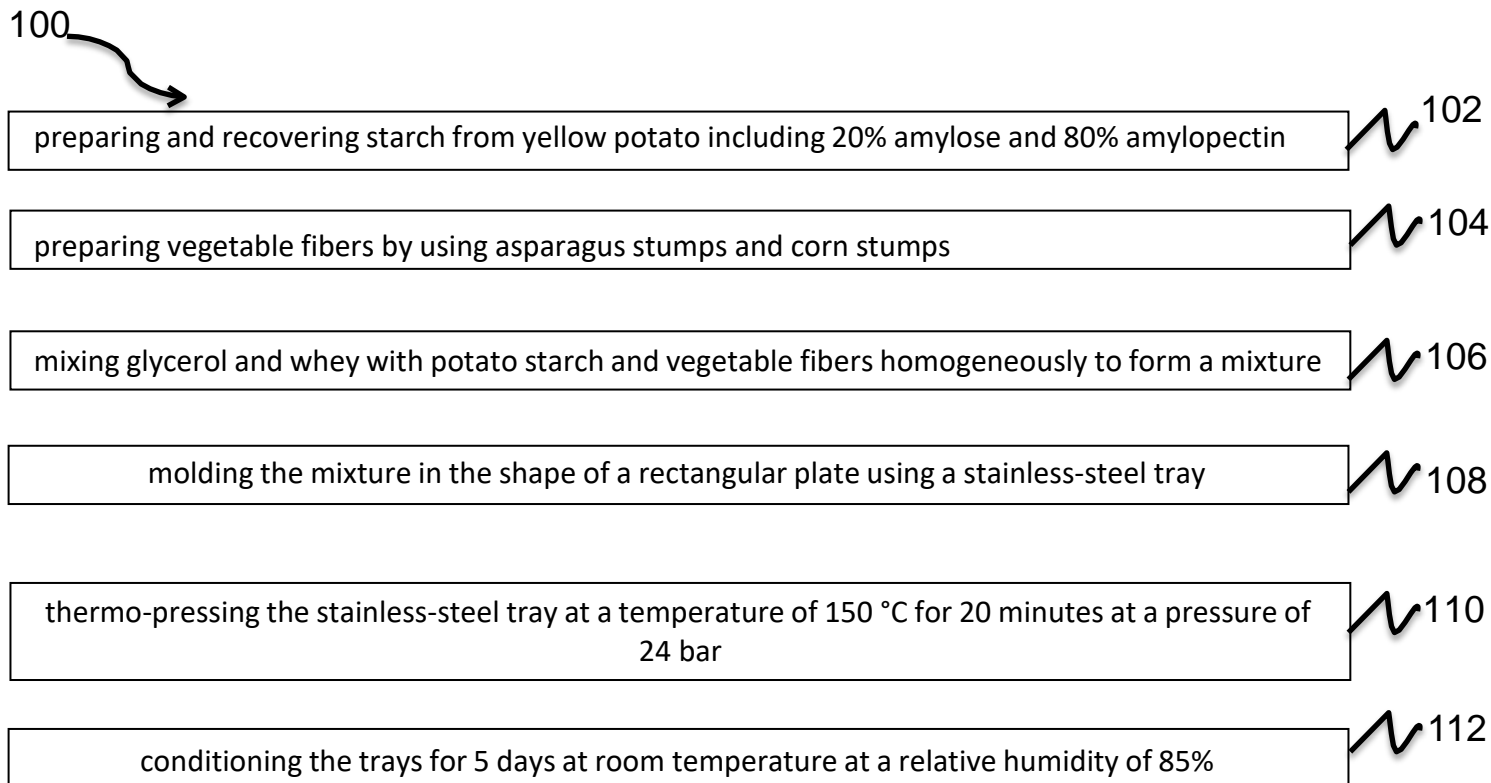 100
preparing and recovering starch from yellow potato including 20% amylose and 80% amylopectin
102
preparing vegetable fibers by using asparagus stumps and corn stumps
104
mixing glycerol and whey with potato starch and vegetable fibers homogeneously to form a mixture
106
molding the mixture in the shape of a rectangular plate using a stainless-steel tray
108
thermo-pressing the stainless-steel tray at a temperature of 150 °C for 20 minutes at a pressure of
24 bar
110
conditioning the trays for 5 days at room temperature at a relative humidity of 85%
112